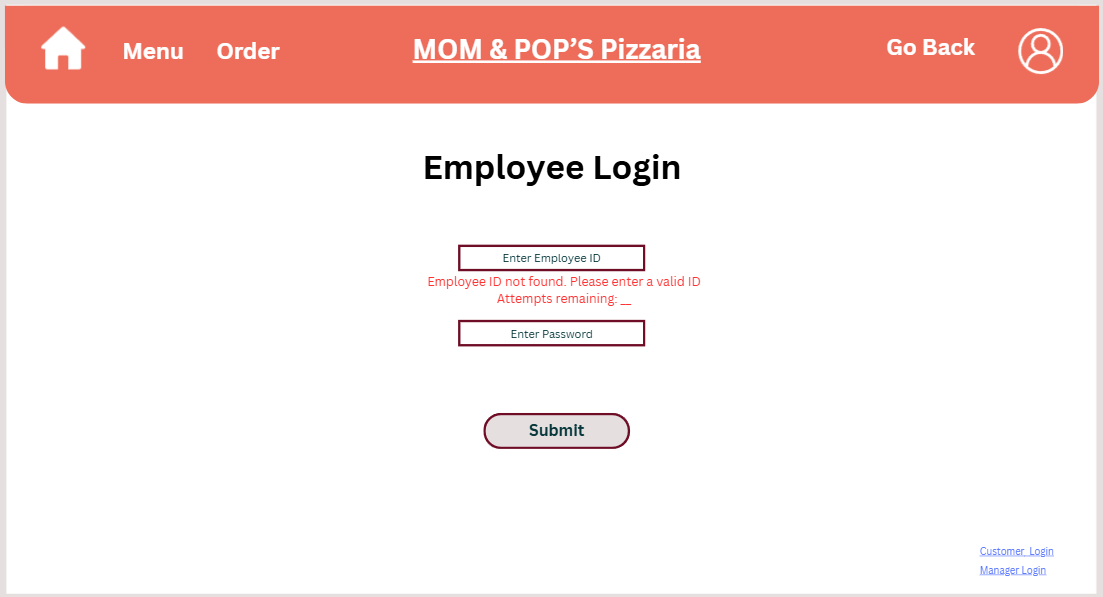 Menu
Order
MOM & POP’S Pizzaria
Go Back
Employee Login
Enter Employee ID
Employee ID not found. Please enter a valid ID
Attempts remaining: __
Enter Password
Submit
Customer Login
Manager Login